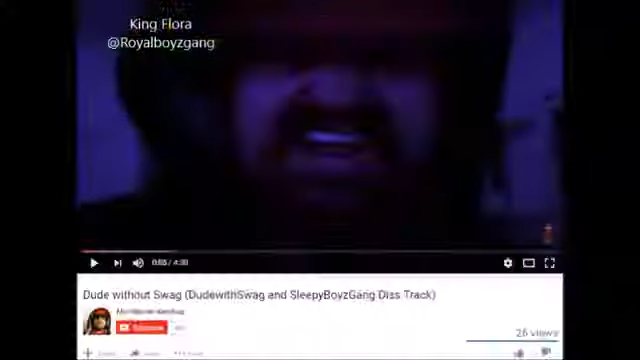 King Flora
@Royalboyzgang
0:05 / 4:30
Dude without Swag (DudewithSwag and SleepyBoyzGang Diss Track)
Subscribe
26 views